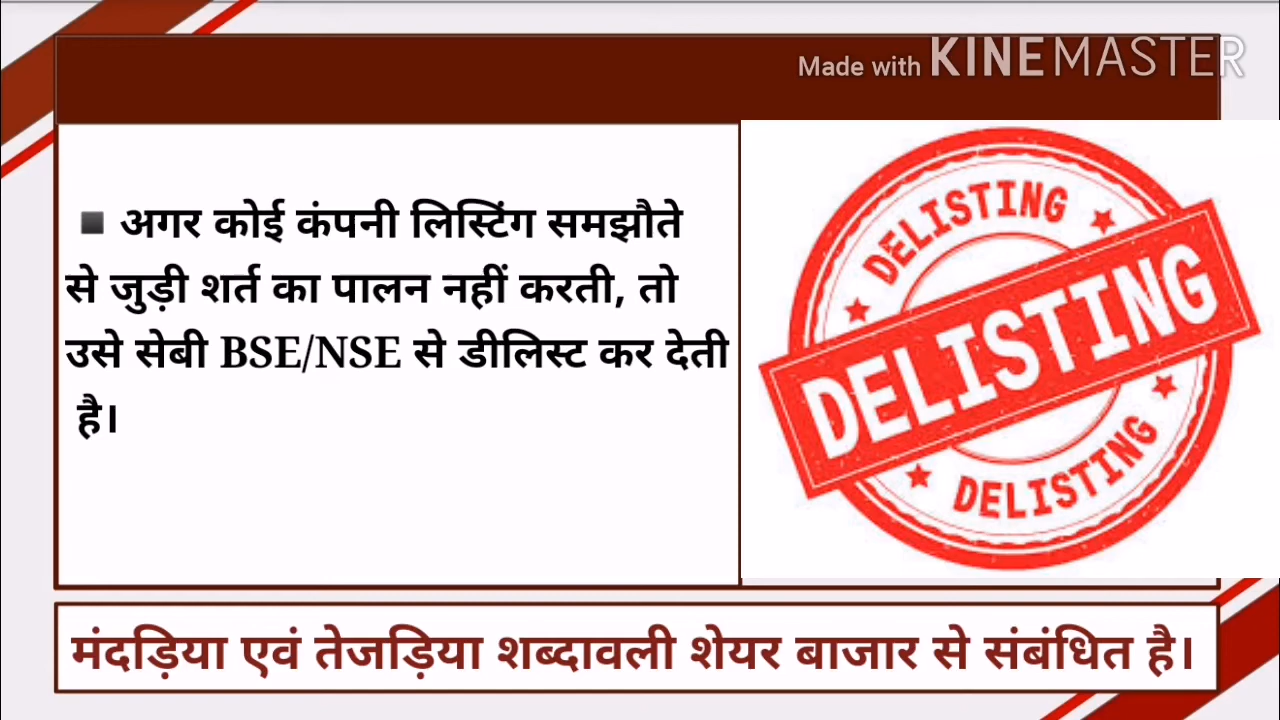 Made with KINEMASTER
▪ अगर कोई कंपनी लिस्टिंग समझौते
से जुड़ी शर्त का पालन नहीं करती, तो
उसे सेबी BSE/NSE से डीलिस्ट कर देती
है।
DELISTING
DELISTING
DELISTING
मंदड़िया एवं तेजड़िया शब्दावली शेयर बाजार से संबंधित है।